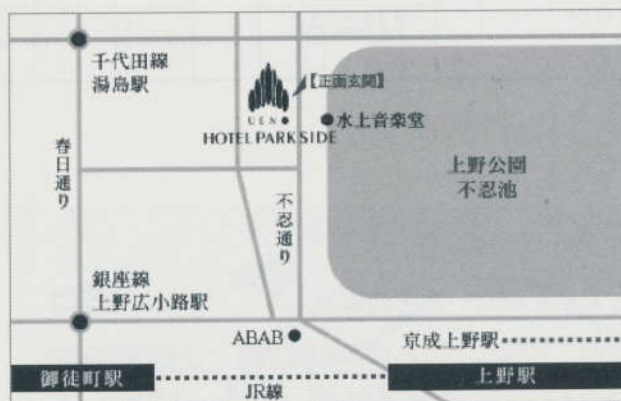 千代田線
湯島駅
【正面玄関】
UENO
HOTEL PARKSIDE
水上音楽堂
上野公園
不忍池
春日通り
不忍通り
銀座線
上野広小路駅
ABAB
京成上野駅
御徒町駅
JR線
上野駅